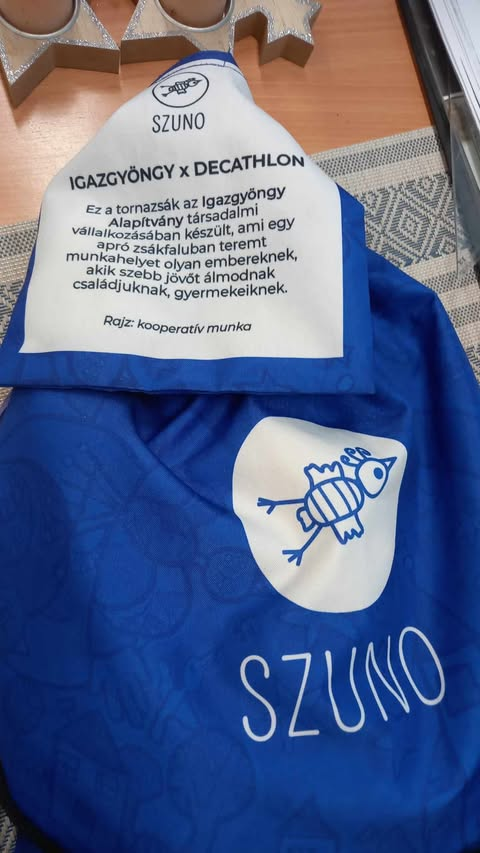 SZUNO
IGAZGYÖNGY x DECATHLON
Ez a tornazsák az Igazgyöngy
Alapítvány társadalmi
vállalkozásában készült, ami egy
apró zsákfaluban teremt
munkahelyet olyan embereknek,
akik szebb jövőt álmodnak
családjuknak, gyermekeiknek.
Rajz: kooperatív munka
SZUNO